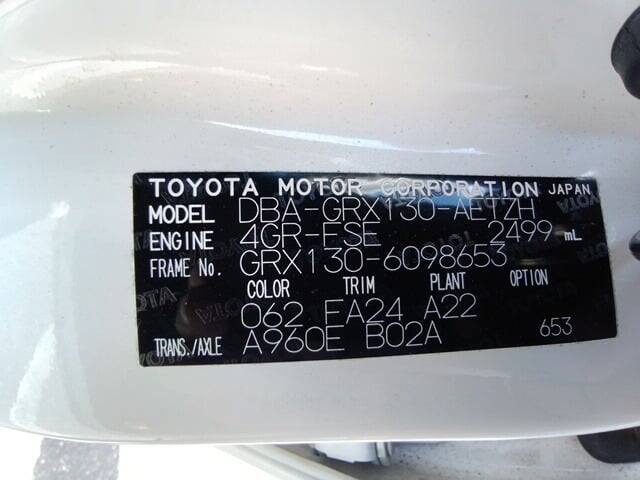 TOYOTA MOTOR CORPORATION JAPAN
MODEL DBA-GRX130-AETZH
ENGINE 4GR-FSE 2499 mL
FRAME No. GRX130-6098653
COLOR TRIM PLANT OPTION
062 FA24 A22
TRANS./AXLE A960E B02A 653